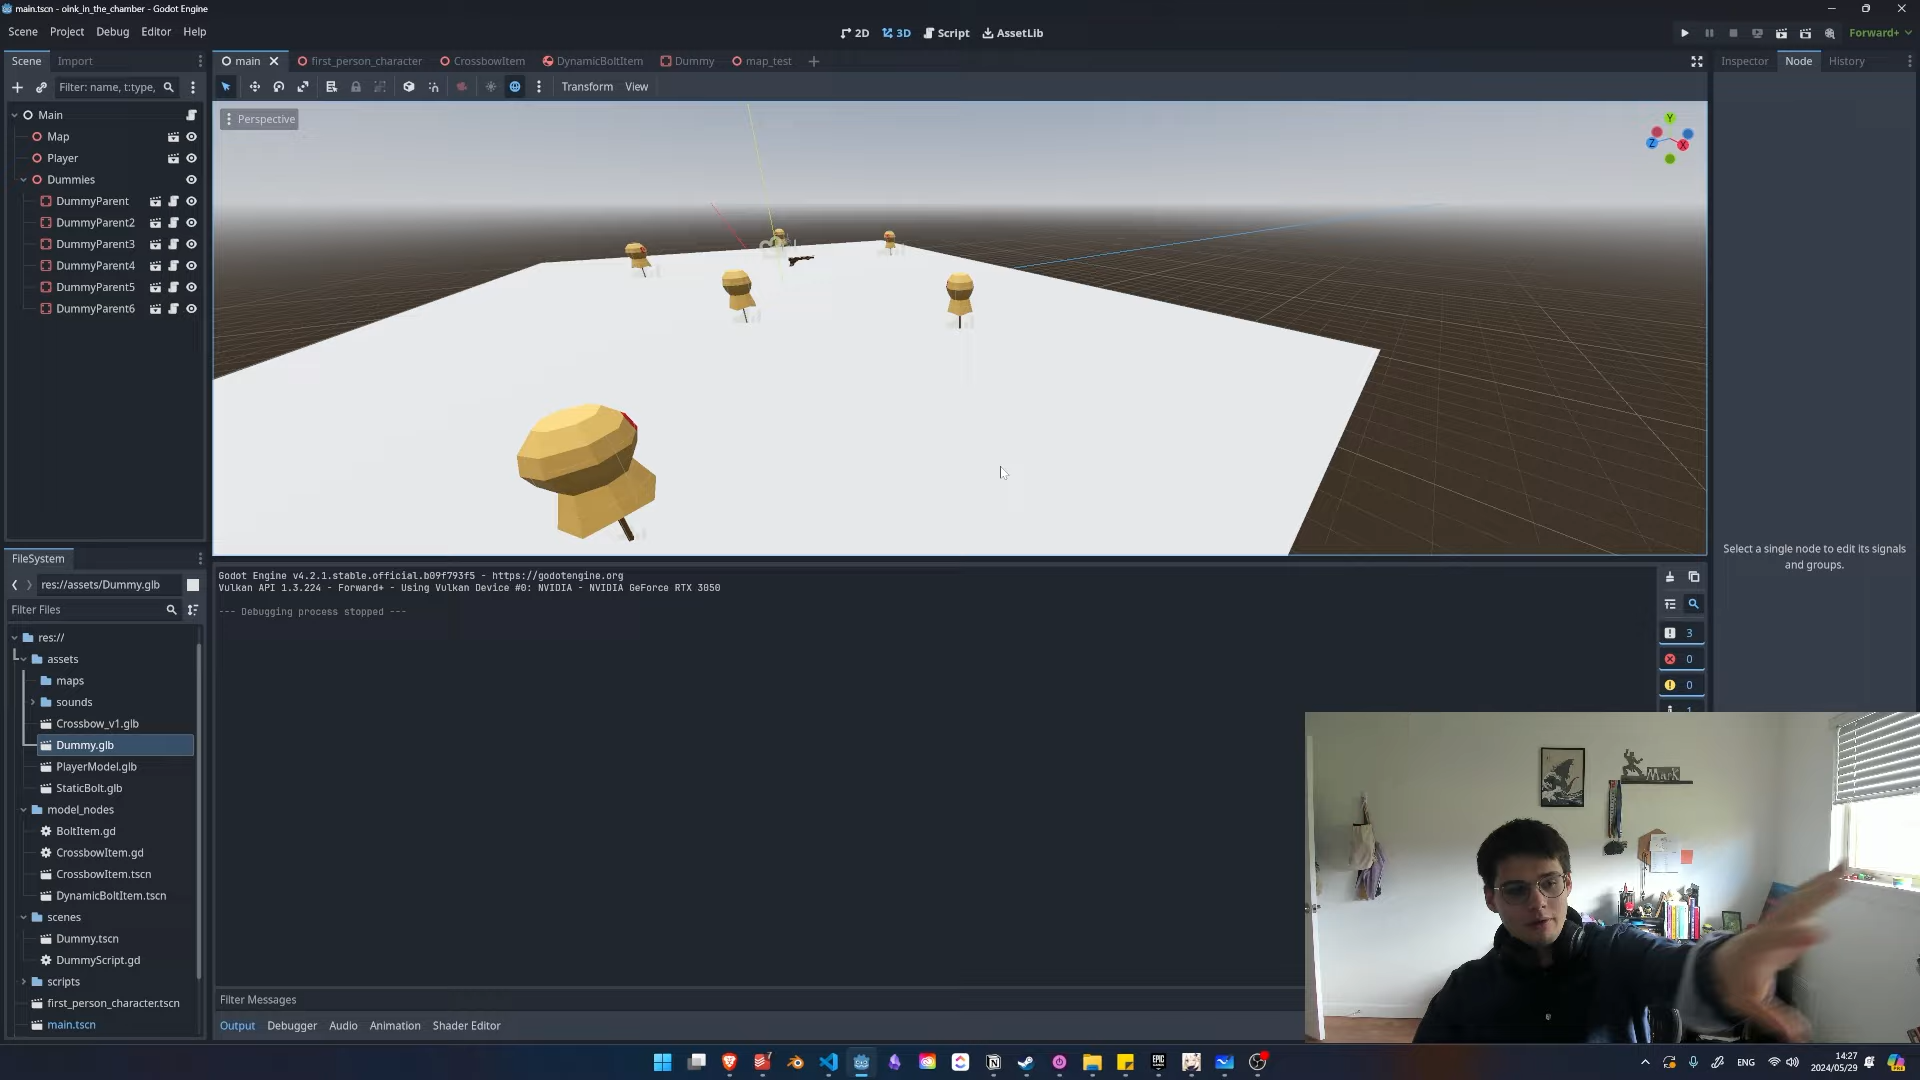 main.tscn - oink_in_the_chamber - Godot Engine
Scene Project Debug Editor Help
2D 3D Script AssetLib
Forward+
Scene Import
main first_person_character CrossbowItem DynamicBoltItem Dummy map_test
Inspector Node History
Filter: name, t:type,
Transform View
Perspective
Y
Z
X
Main
Map
Player
Dummies
DummyParent
DummyParent2
DummyParent3
DummyParent4
DummyParent5
DummyParent6
Select a single node to edit its signals
and groups.
FileSystem
res://assets/Dummy.glb
Filter Files
res://
assets
maps
sounds
Crossbow_v1.glb
Dummy.glb
PlayerModel.glb
StaticBolt.glb
model_nodes
BoltItem.gd
CrossbowItem.gd
CrossbowItem.tscn
DynamicBoltItem.tscn
scenes
Dummy.tscn
DummyScript.gd
scripts
first_person_character.tscn
main.tscn
Godot Engine v4.2.1.stable.official.b09f793f5 - https://godotengine.org
Vulkan API 1.3.224 - Forward+ - Using Vulkan Device #0: NVIDIA - NVIDIA GeForce RTX 3050
--- Debugging process stopped ---
3
0
0
1
Filter Messages
Output Debugger Audio Animation Shader Editor
Mark
EPIC
ENG
14:27
2024/05/29
PRE